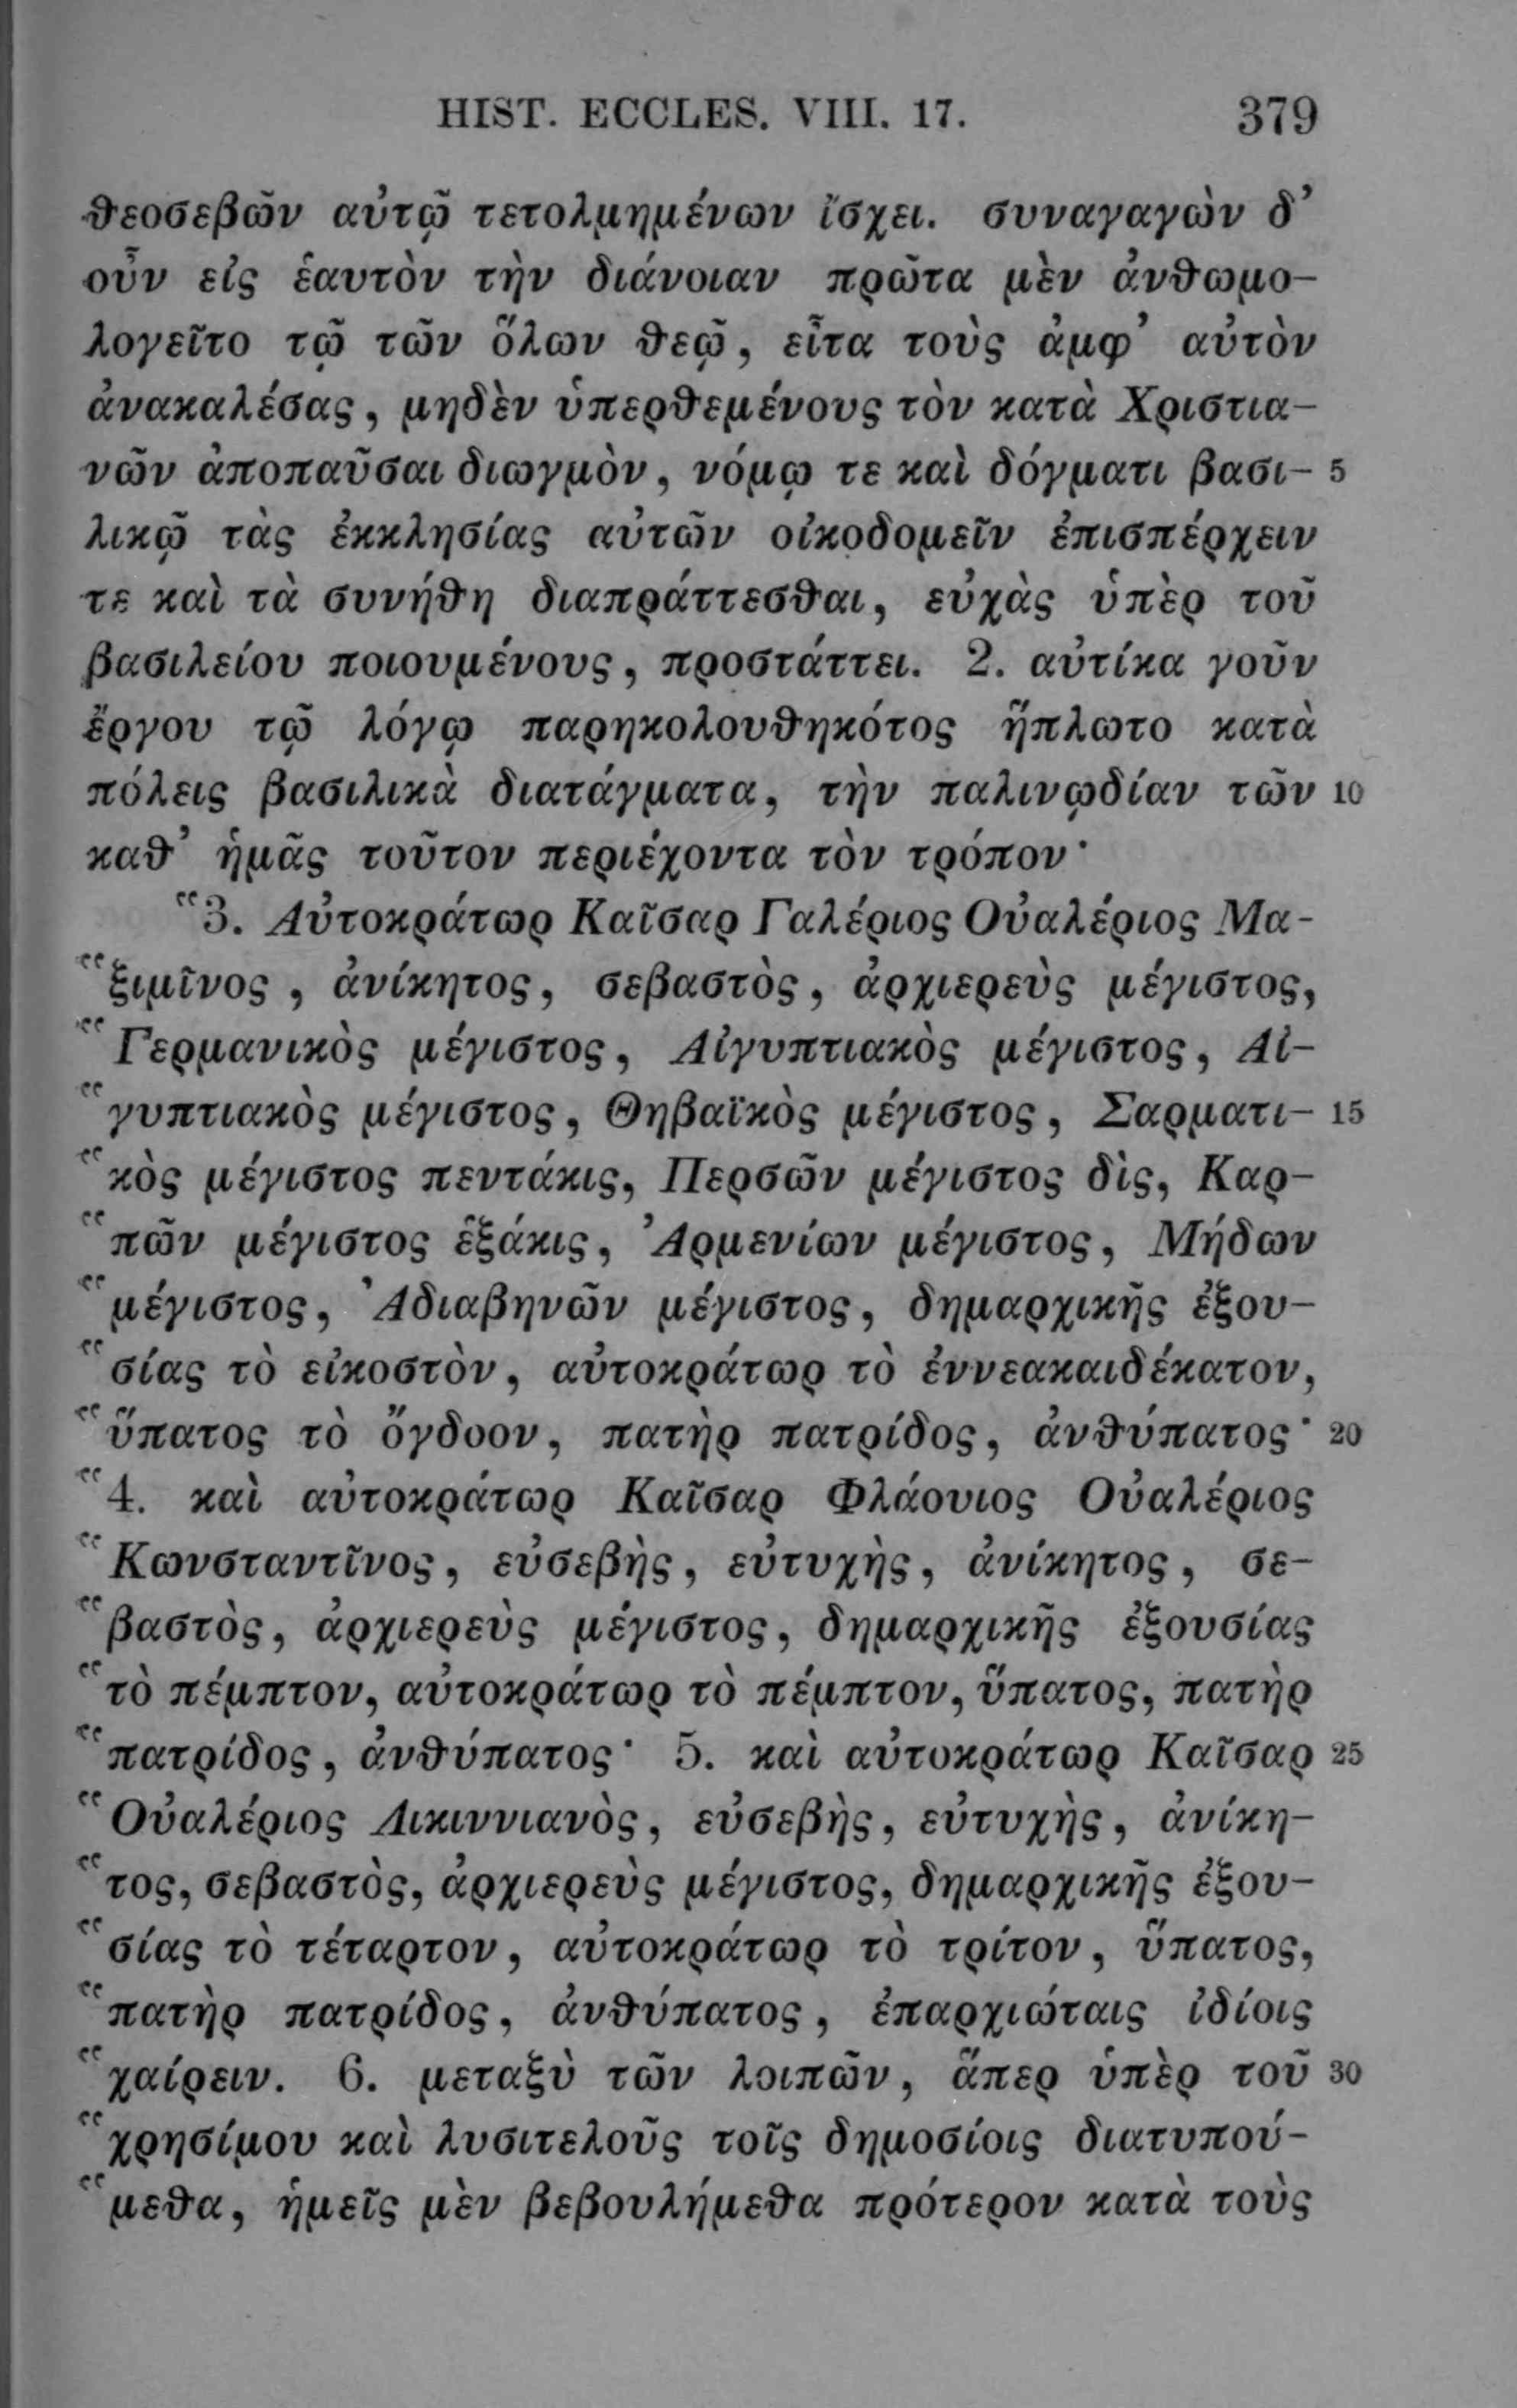 HIST. ECCLES. VIII. 17. 379
θεοσεβῶν αὐτῷ τετολμημένων ἴσχει. συναγαγὼν δ’
οὖν εἰς ἑαυτὸν τὴν διάνοιαν πρῶτα μὲν ἀνθωμο-
λογεῖτο τῷ τῶν ὅλων θεῷ, εἶτα τοὺς ἀμφ’ αὐτὸν
ἀνακαλέσας, μηδὲν ὑπερθεμένους τὸν κατὰ Χριστια-
νῶν ἀποπαῦσαι διωγμὸν, νόμῳ τε καὶ δόγματι βασι- 5
λικῷ τὰς ἐκκλησίας αὐτῶν οἰκοδομεῖν ἐπισπέρχειν
τε καὶ τὰ συνήθη διαπράττεσθαι, εὐχὰς ὑπὲρ τοῦ
βασιλείου ποιουμένους, προστάττει. 2. αὐτίκα γοῦν
ἔργου τῷ λόγῳ παρηκολουθηκότος ἥπλωτο κατὰ
πόλεις βασιλικὰ διατάγματα, τὴν παλινῳδίαν τῶν 10
καθ’ ἡμᾶς τοῦτον περιέχοντα τὸν τρόπον·
“3. Αὐτοκράτωρ Καῖσαρ Γαλέριος Οὐαλέριος Μα-
“ξιμῖνος, ἀνίκητος, σεβαστὸς, ἀρχιερεὺς μέγιστος,
“Γερμανικὸς μέγιστος, Αἰγυπτιακὸς μέγιστος, Αἰ-
“γυπτιακὸς μέγιστος, Θηβαϊκὸς μέγιστος, Σαρματι- 15
“κὸς μέγιστος πεντάκις, Περσῶν μέγιστος δὶς, Καρ-
“πῶν μέγιστος ἑξάκις, Ἀρμενίων μέγιστος, Μήδων
“μέγιστος, Ἀδιαβηνῶν μέγιστος, δημαρχικῆς ἐξου-
“σίας τὸ εἰκοστὸν, αὐτοκράτωρ τὸ ἐννεακαιδέκατον,
“ὕπατος τὸ ὄγδοον, πατὴρ πατρίδος, ἀνθύπατος· 20
“4. καὶ αὐτοκράτωρ Καῖσαρ Φλάουιος Οὐαλέριος
“Κωνσταντῖνος, εὐσεβὴς, εὐτυχὴς, ἀνίκητος, σε-
“βαστὸς, ἀρχιερεὺς μέγιστος, δημαρχικῆς ἐξουσίας
“τὸ πέμπτον, αὐτοκράτωρ τὸ πέμπτον, ὕπατος, πατὴρ
“πατρίδος, ἀνθύπατος· 5. καὶ αὐτοκράτωρ Καῖσαρ 25
“Οὐαλέριος Λικιννιανὸς, εὐσεβὴς, εὐτυχὴς, ἀνίκη-
“τος, σεβαστὸς, ἀρχιερεὺς μέγιστος, δημαρχικῆς ἐξου-
“σίας τὸ τέταρτον, αὐτοκράτωρ τὸ τρίτον, ὕπατος,
“πατὴρ πατρίδος, ἀνθύπατος, ἐπαρχιώταις ἰδίοις
“χαίρειν. 6. μεταξὺ τῶν λοιπῶν, ἅπερ ὑπὲρ τοῦ 30
“χρησίμου καὶ λυσιτελοῦς τοῖς δημοσίοις διατυπού-
“μεθα, ἡμεῖς μὲν βεβουλήμεθα πρότερον κατὰ τοὺς